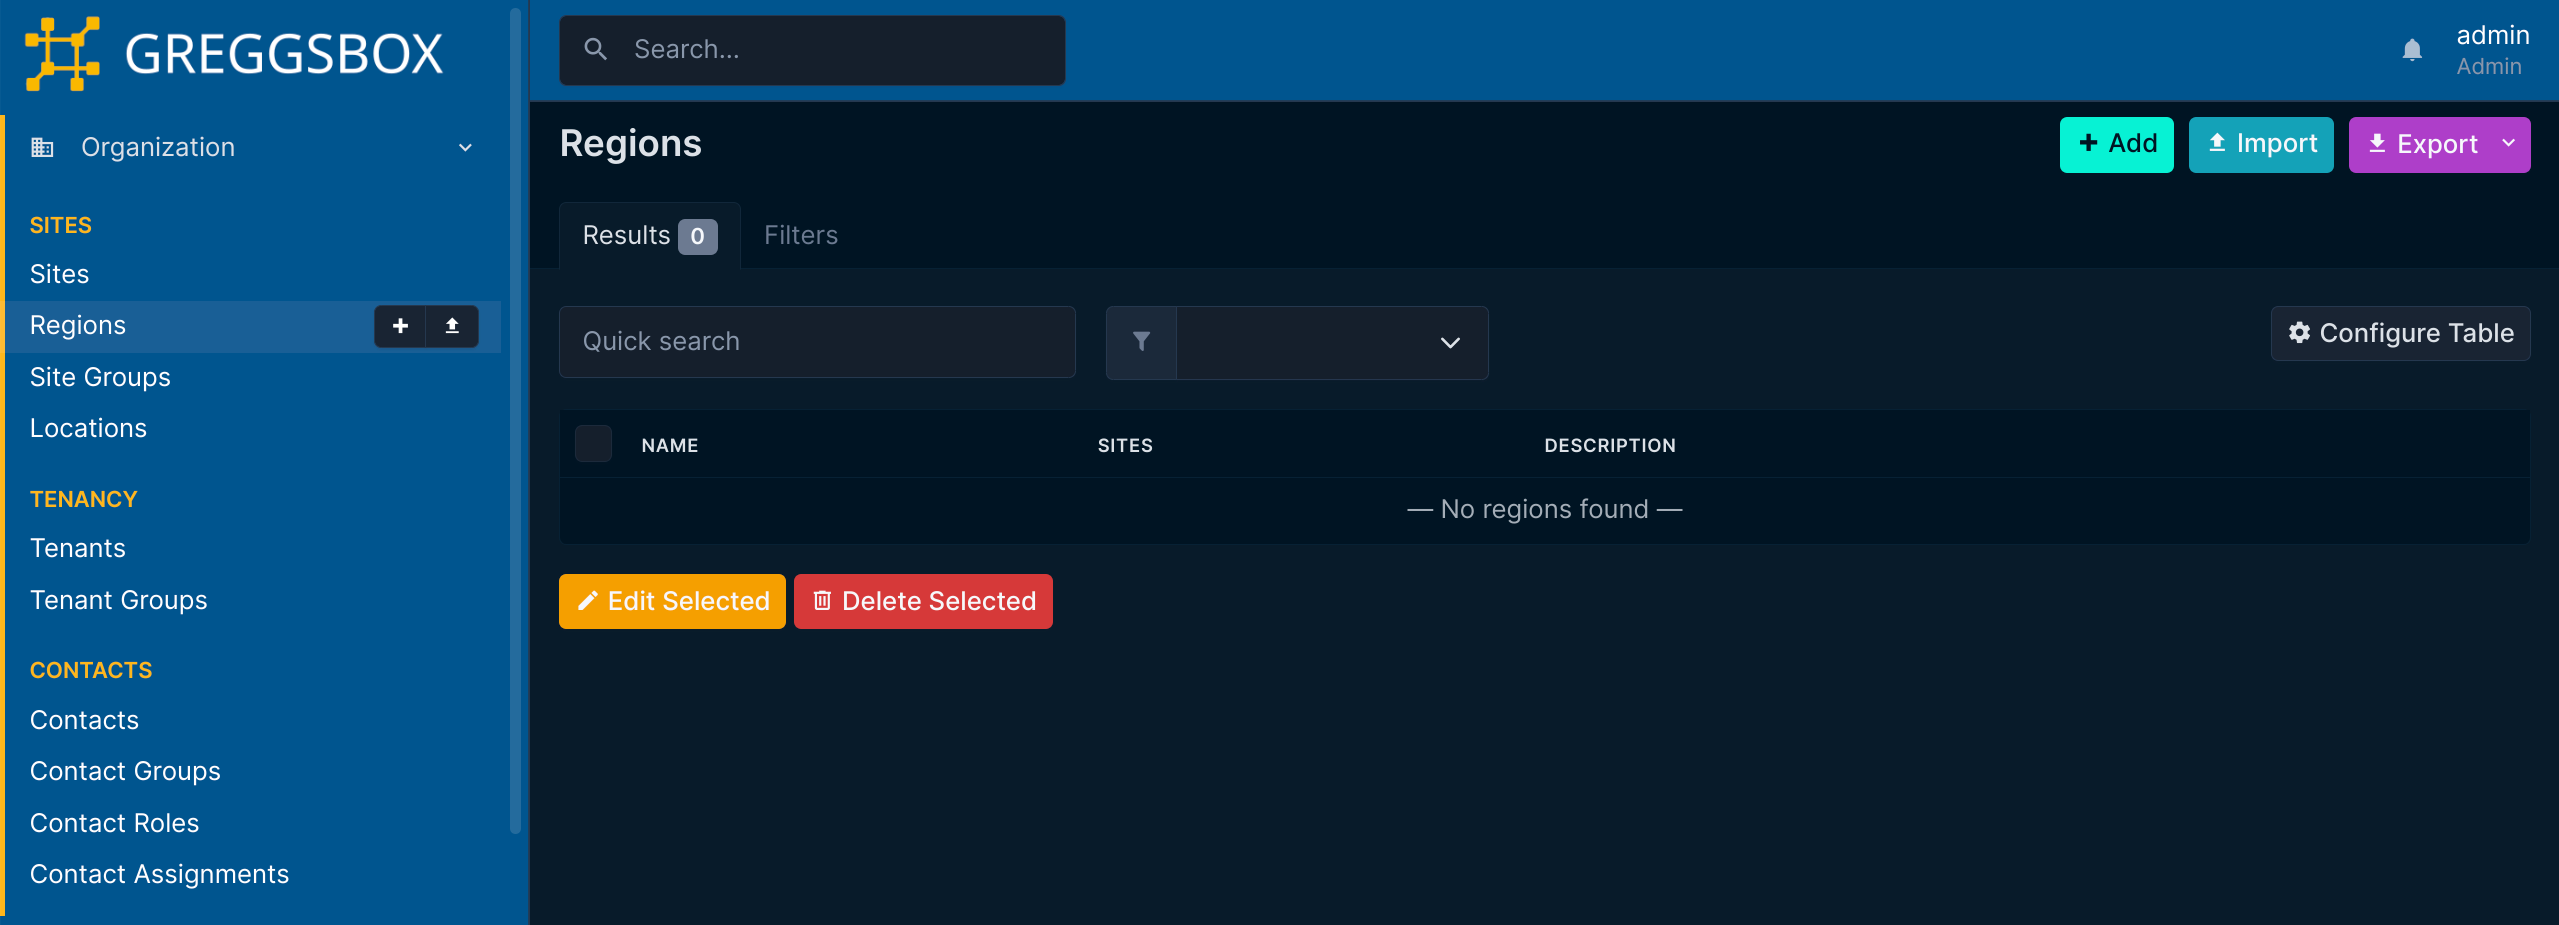 GREGGSBOX
Organization
SITES
Sites
Regions
Site Groups
Locations
TENANCY
Tenants
Tenant Groups
CONTACTS
Contacts
Contact Groups
Contact Roles
Contact Assignments
Search...
admin
Admin
Regions
Add
Import
Export
Results 0
Filters
Quick search
Configure Table
NAME SITES DESCRIPTION
— No regions found —
Edit Selected
Delete Selected